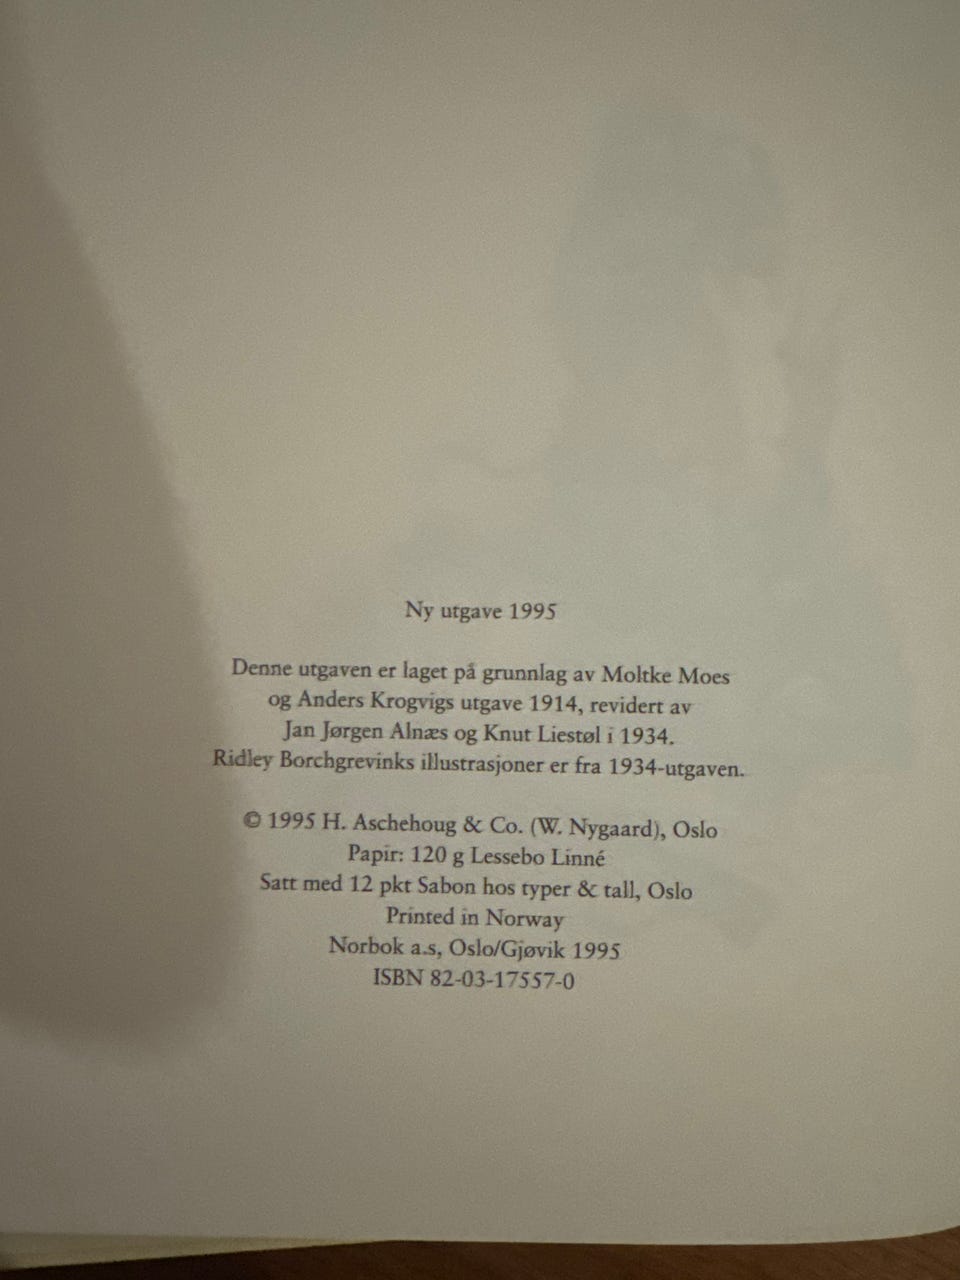 Ny utgave 1995
Denne utgaven er laget på grunnlag av Moltke Moes
og Anders Krogvigs utgave 1914, revidert av
Jan Jørgen Alnæs og Knut Liestøl i 1934.
Ridley Borchgrevinks illustrasjoner er fra 1934-utgaven.
© 1995 H. Aschehoug & Co. (W. Nygaard), Oslo
Papir: 120 g Lessebo Linné
Satt med 12 pkt Sabon hos typer & tall, Oslo
Printed in Norway
Norbok a.s, Oslo/Gjøvik 1995
ISBN 82-03-17557-0